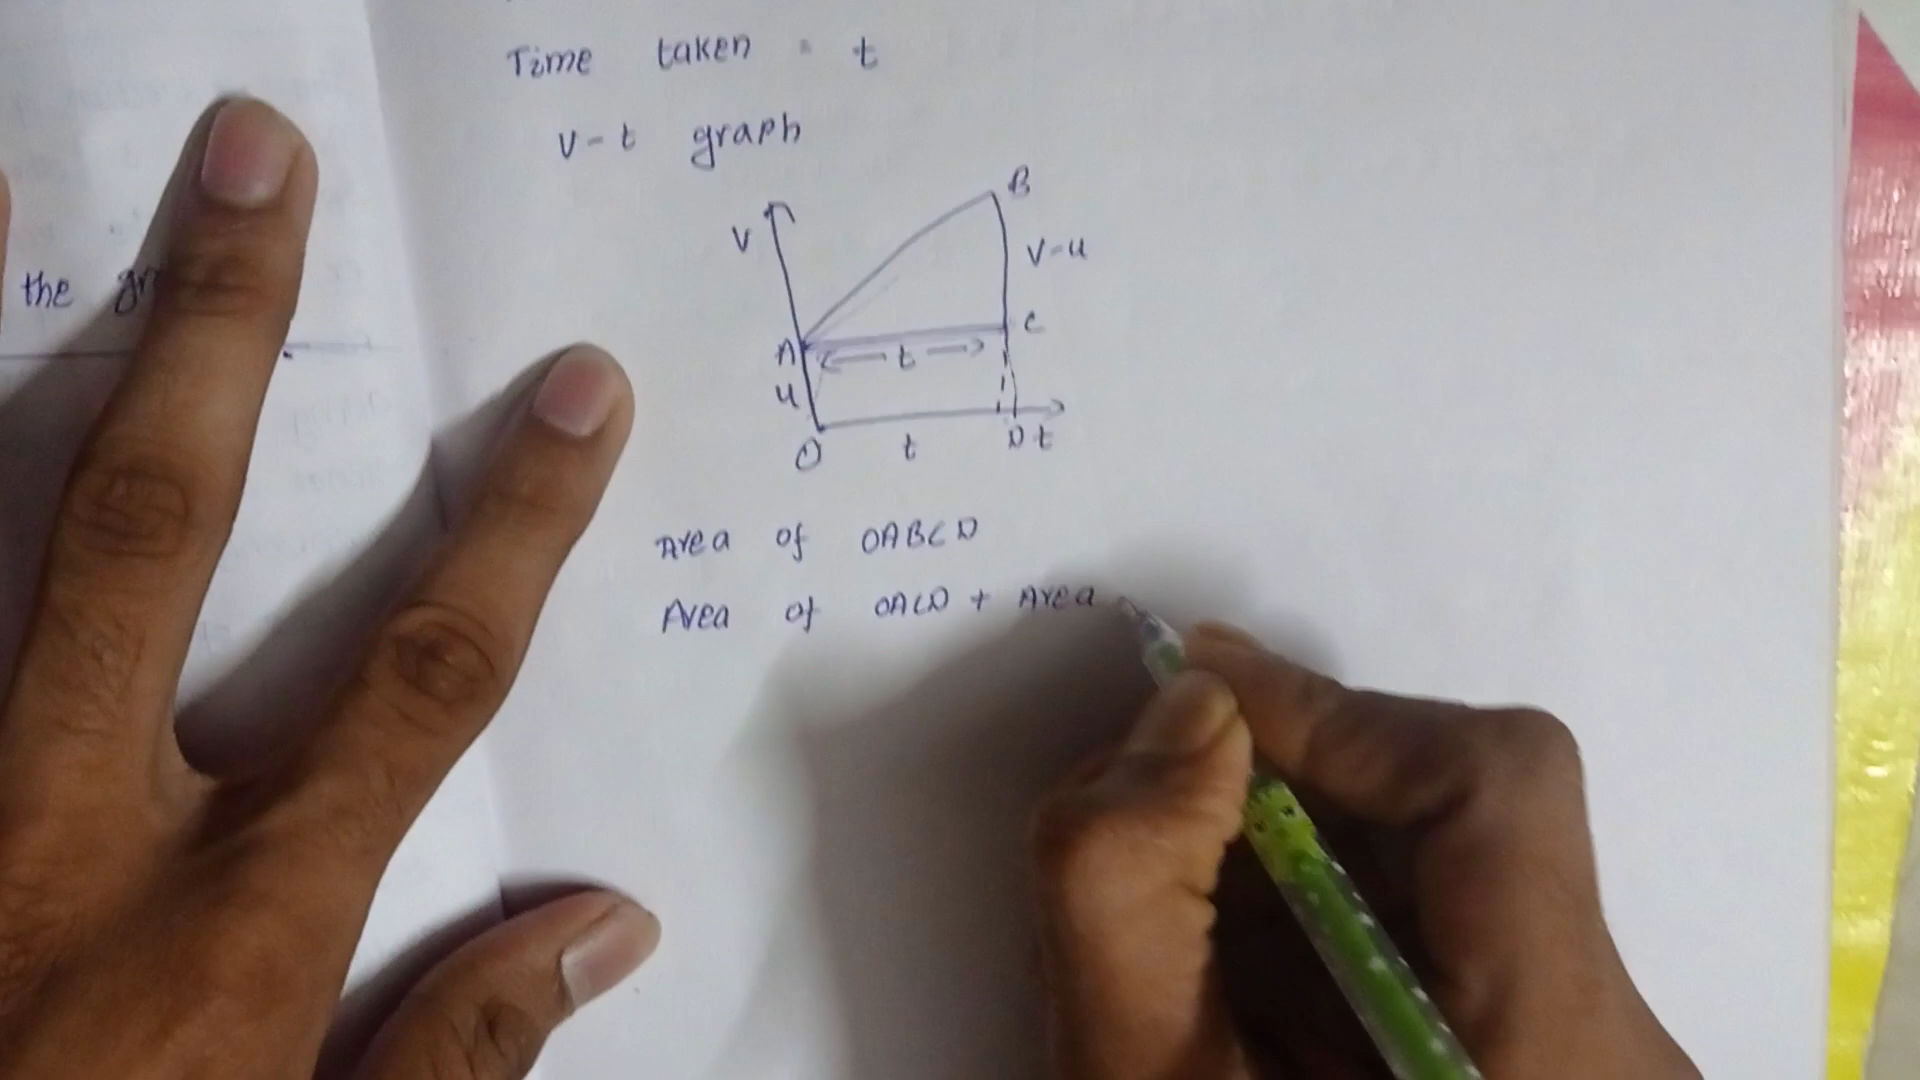 Time taken = t
v-t graph
B
V
V-u
the
C
A
t
u
O
t
D t
Area of OABCD
Area of OACD + Area